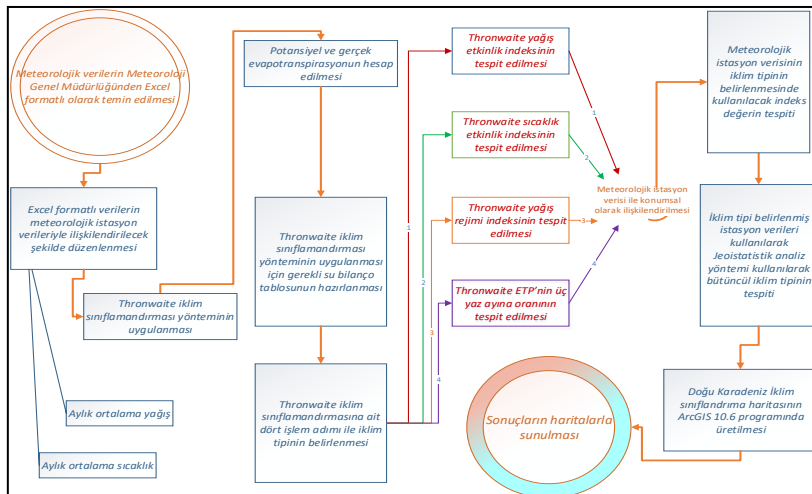 Meteorolojik verilerin Meteoroloji
Genel Müdürlüğünden Excel
formatlı olarak temin edilmesi
Excel formatlı verilerin
meteorolojik istasyon
verileriyle ilişkilendirilecek
şekilde düzenlenmesi
Thronwaite iklim
sınıflamandırması yönteminin
uygulanması
Aylık ortalama yağış
Aylık ortalama sıcaklık
Potansiyel ve gerçek
evapotranspirasyonun hesap
edilmesi
Thronwaite iklim
sınıflamandırması
yönteminin uygulanması
için gerekli su bilanço
tablosunun hazırlanması
Thronwaite iklim
sınıflamandırmasına ait
dört işlem adımı ile iklim
tipinin belirlenmesi
1
2
3
4
Thronwaite yağış
etkinlik indeksinin
tespit edilmesi
Thronwaite sıcaklık
etkinlik indeksinin
tespit edilmesi
Thronwaite yağış
rejimi indeksinin tespit
edilmesi
Thronwaite ETP'nin üç
yaz ayına oranının
tespit edilmesi
1
2
3
4
Meteorolojik istasyon
verisi ile konumsal
olarak ilişkilendirilmesi
Meteorolojik
istasyon verisinin
iklim tipinin
belirlenmesinde
kullanılacak indeks
değerin tespiti
İklim tipi belirlenmiş
istasyon verileri
kullanılarak
Jeoistatistik analiz
yöntemi kullanılarak
bütüncül iklim tipinin
tespiti
Doğu Karadeniz İklim
sınıflandırıma haritasının
ArcGIS 10.6 programında
üretilmesi
Sonuçların haritalarla
sunulması